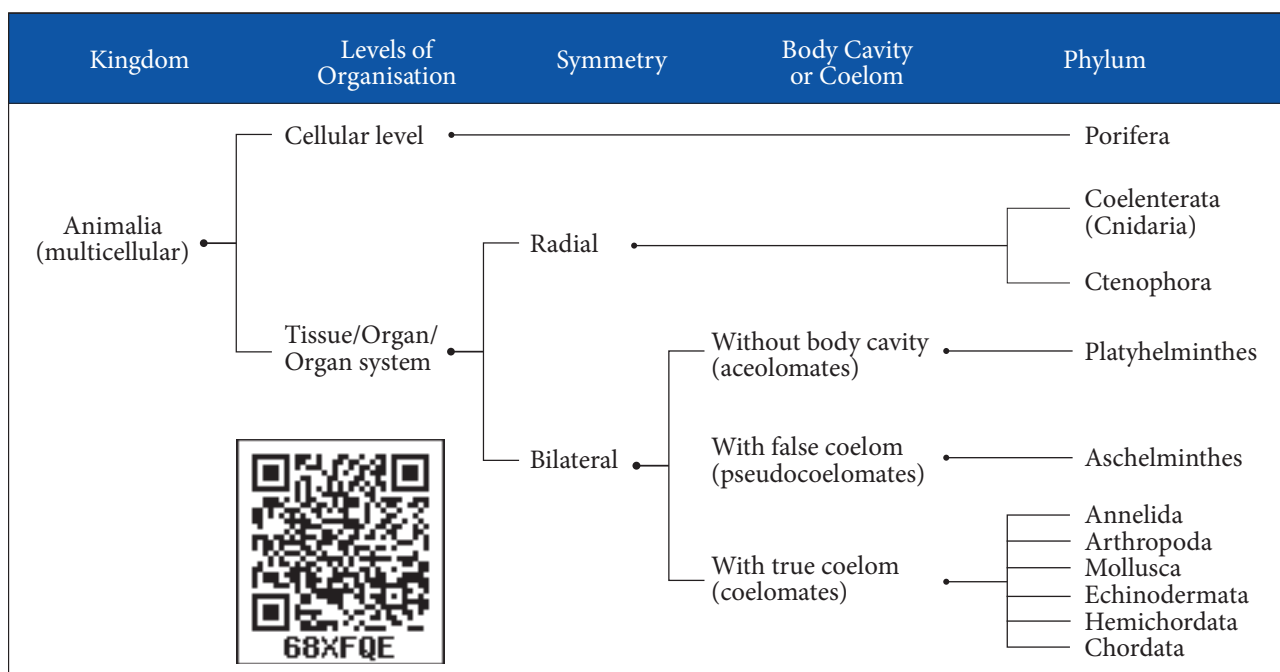 Kingdom
Levels of
Organisation
Symmetry
Body Cavity
or Coelom
Phylum
Cellular level
Porifera
Animalia
(multicellular)
Radial
Coelenterata
(Cnidaria)
Ctenophora
Tissue/Organ/
Organ system
Without body cavity
(aceolomates)
Platyhelminthes
Bilateral
With false coelom
(pseudocoelomates)
Aschelminthes
With true coelom
(coelomates)
Annelida
Arthropoda
Mollusca
Echinodermata
Hemichordata
Chordata
68XFQE